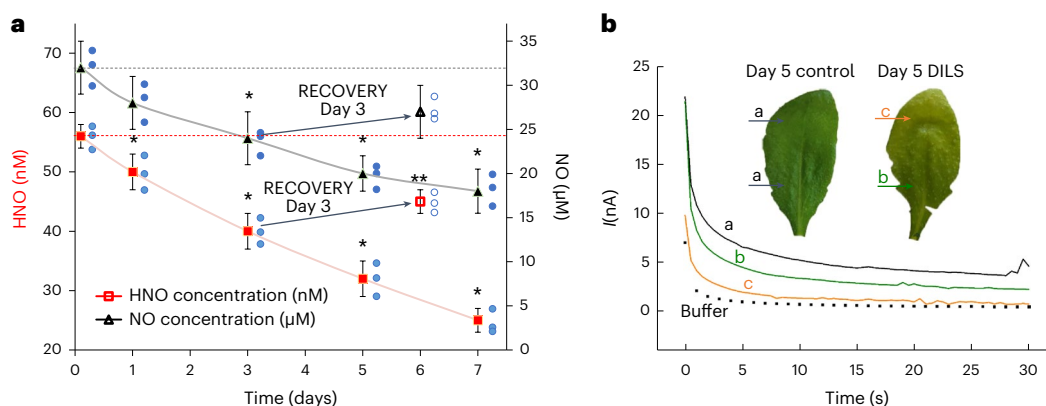 a
70
60
50
40
30
20
HNO (nM)
35
30
25
20
15
10
5
0
NO (µM)
*
*
*
*
*
*
*
**
RECOVERY
Day 3
RECOVERY
Day 3
HNO concentration (nM)
NO concentration (µM)
0 1 2 3 4 5 6 7
Time (days)
b
25
20
15
10
5
0
I(nA)
Day 5 control Day 5 DILS
a
a
c
b
a
b
c
Buffer
0 5 10 15 20 25 30
Time (s)